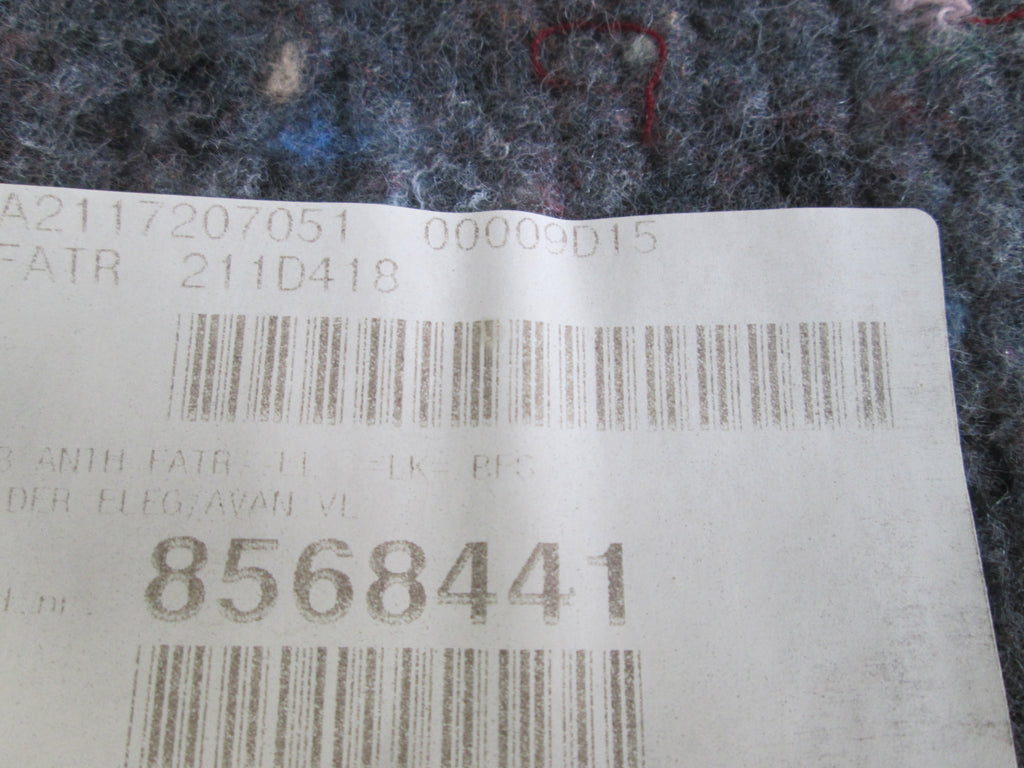 A2117207051 00009D15
FATR 211D418
ANTH FATR -LK- BFS
DER ELEG/AVAN VL
8568441